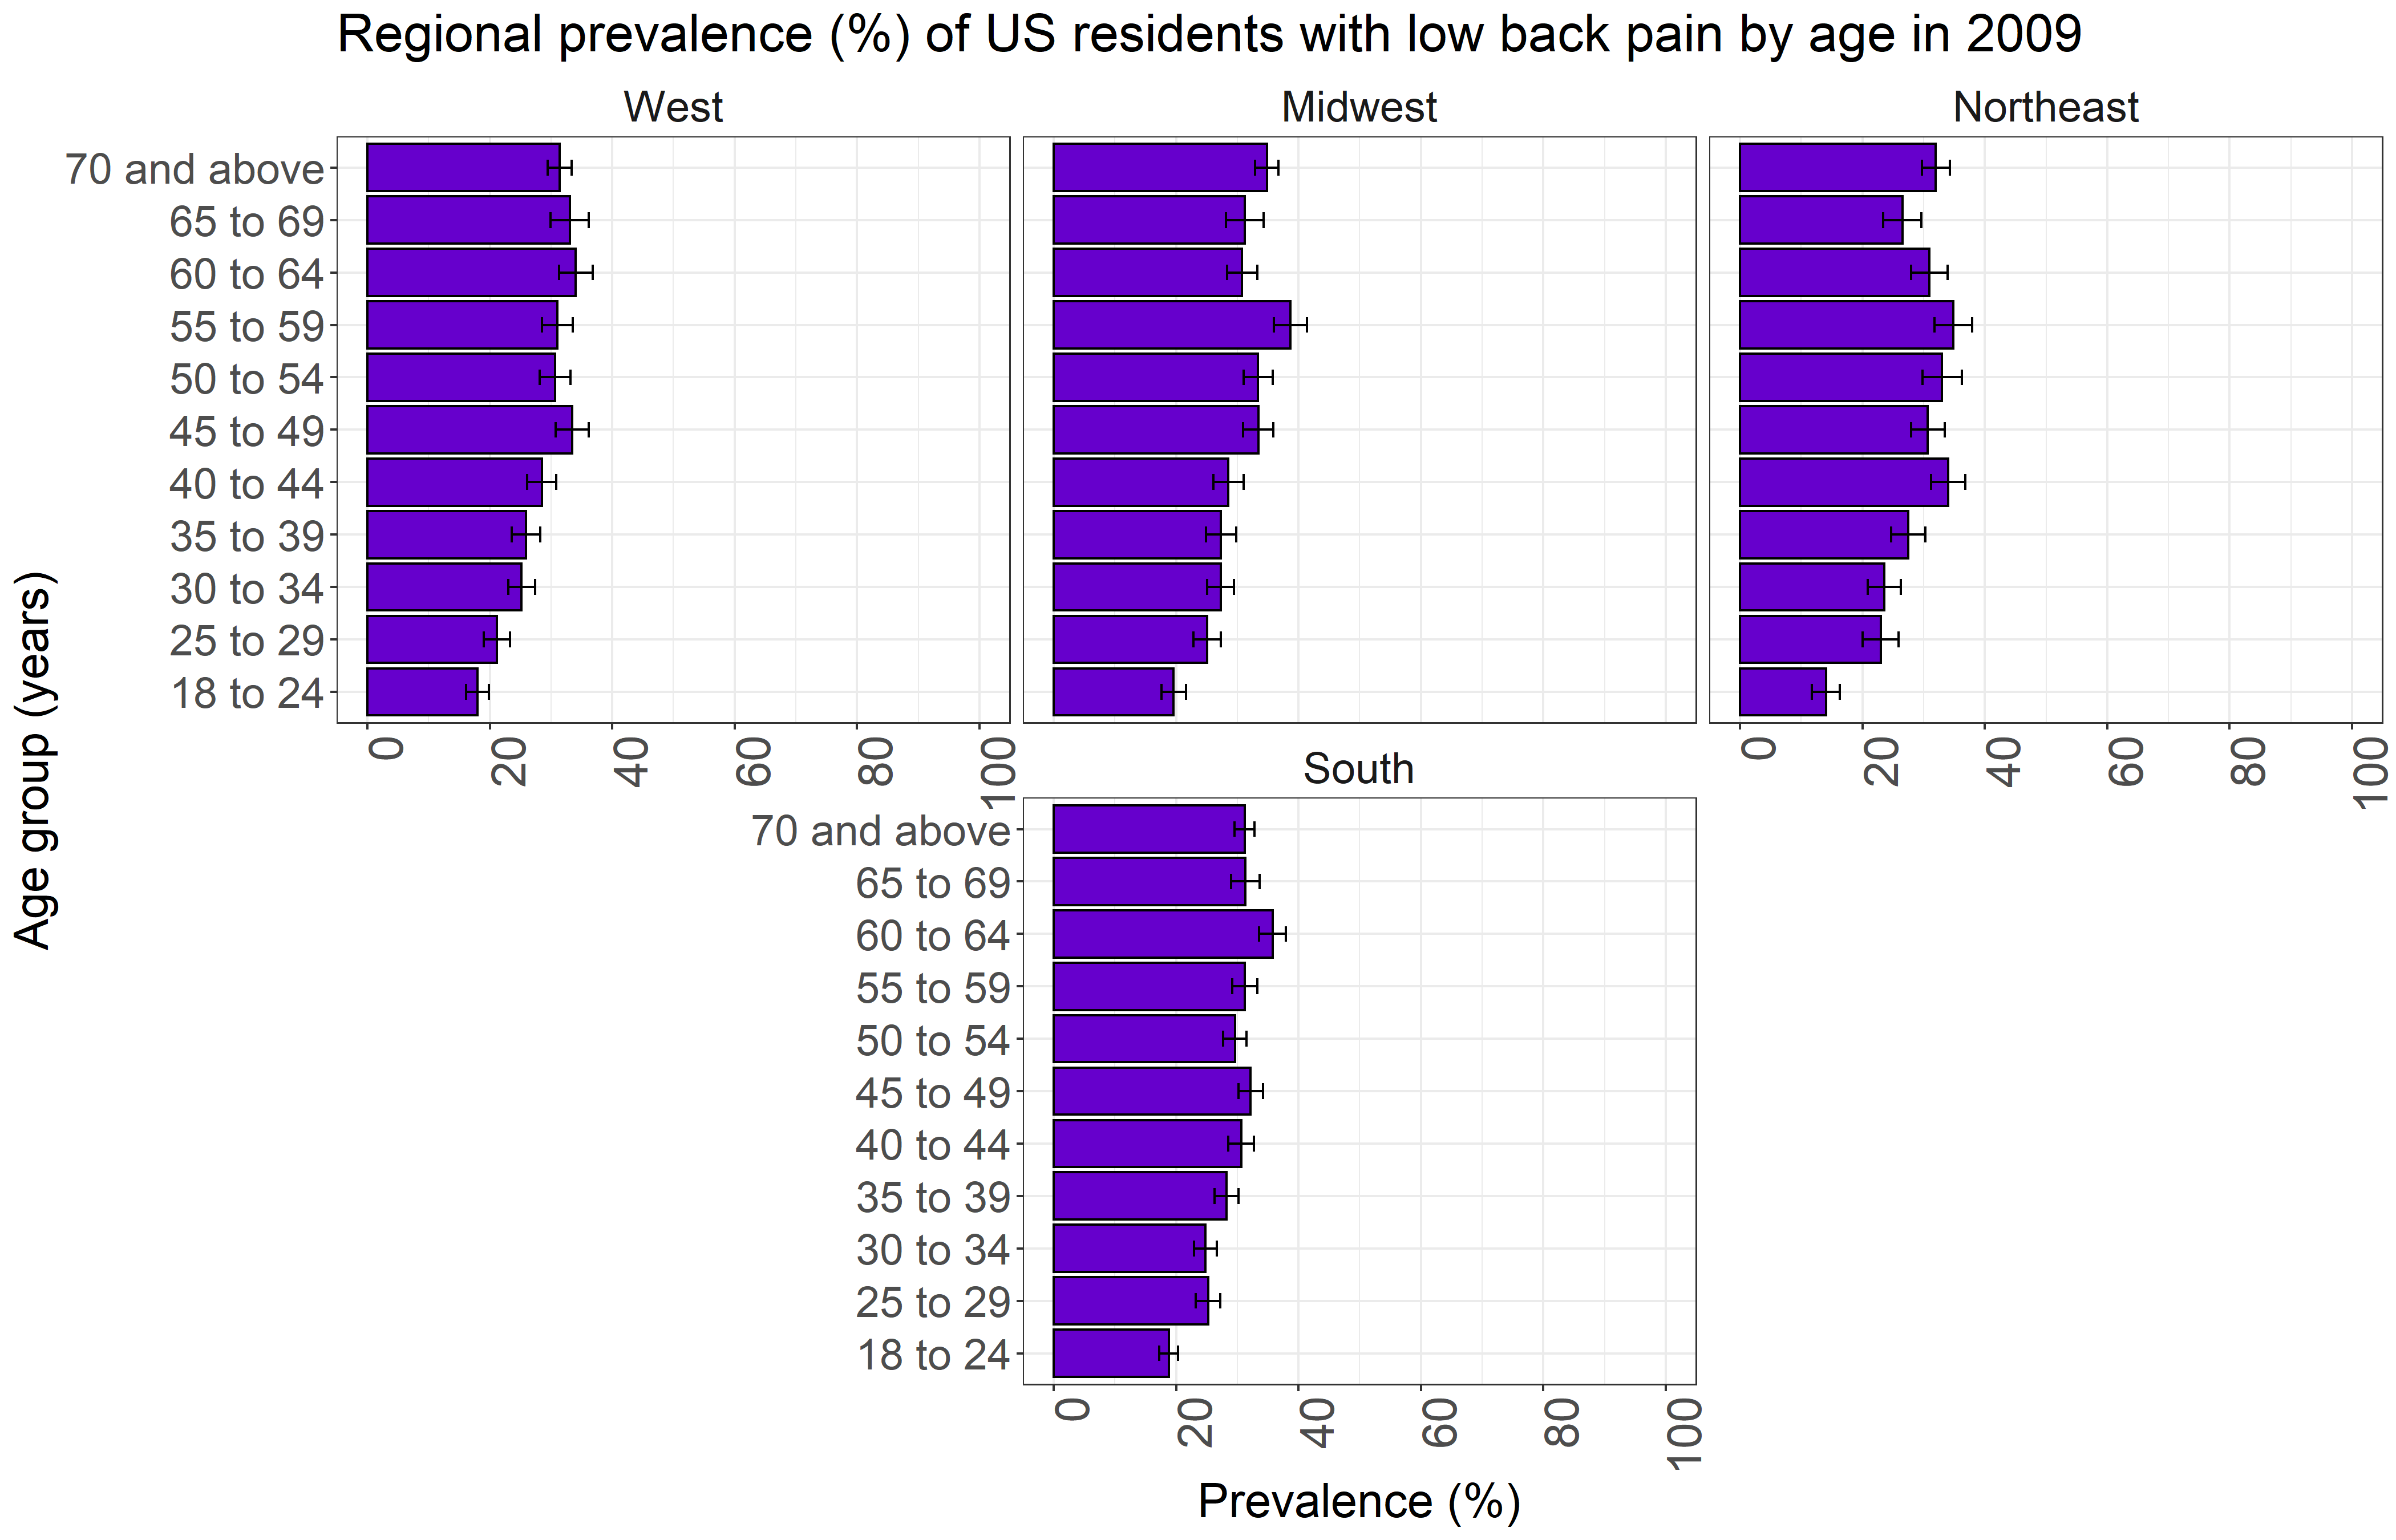 Regional prevalence (%) of US residents with low back pain by age in 2009
West
Midwest
Northeast
70 and above
65 to 69
60 to 64
55 to 59
50 to 54
45 to 49
40 to 44
35 to 39
30 to 34
25 to 29
18 to 24
0 20 40 60 80 100
0 20 40 60 80 100
Age group (years)
South
70 and above
65 to 69
60 to 64
55 to 59
50 to 54
45 to 49
40 to 44
35 to 39
30 to 34
25 to 29
18 to 24
0 20 40 60 80 100
Prevalence (%)